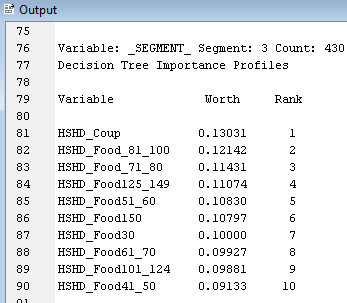 Output
75
76 Variable: _SEGMENT_ Segment: 3 Count: 430
77 Decision Tree Importance Profiles
78
79 Variable Worth Rank
80
81 HSHD_Coup 0.13031 1
82 HSHD_Food_81_100 0.12142 2
83 HSHD_Food_71_80 0.11431 3
84 HSHD_Food125_149 0.11074 4
85 HSHD_Food51_60 0.10830 5
86 HSHD_Food150 0.10797 6
87 HSHD_Food30 0.10000 7
88 HSHD_Food61_70 0.09927 8
89 HSHD_Food101_124 0.09881 9
90 HSHD_Food41_50 0.09133 10
91